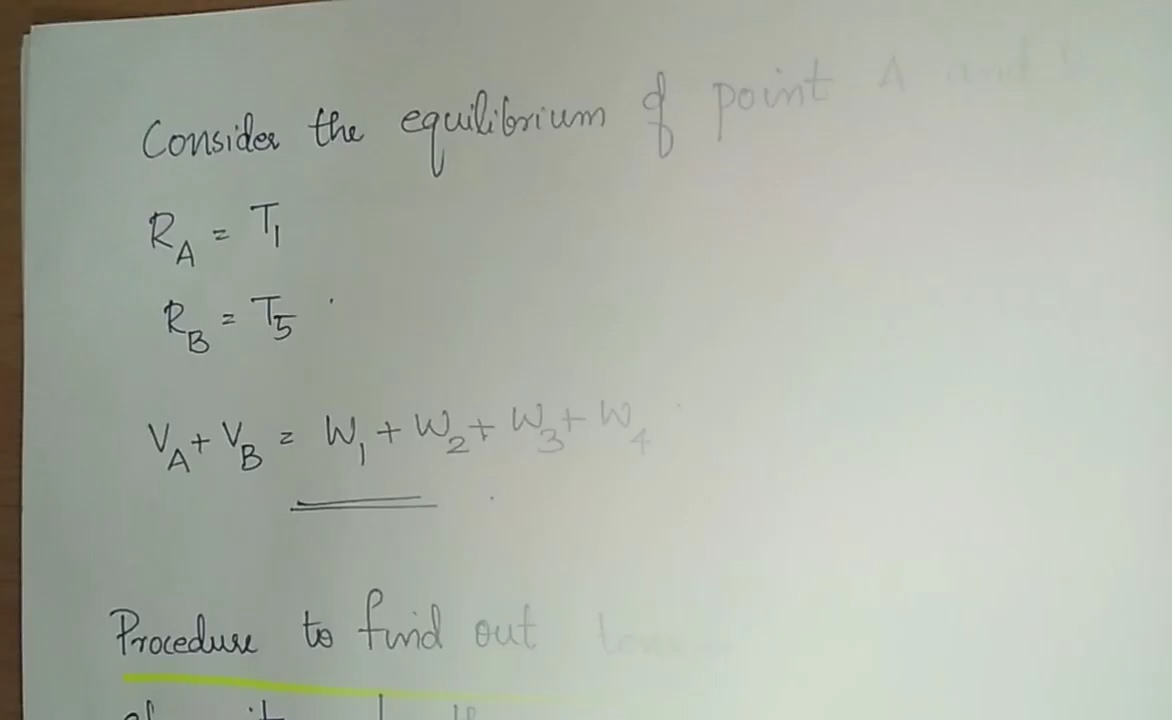 Consider the equilibrium of point A and
R_A = T_1
R_B = T_5
V_A + V_B = W_1 + W_2 + W_3 + W_4
Procedure to find out